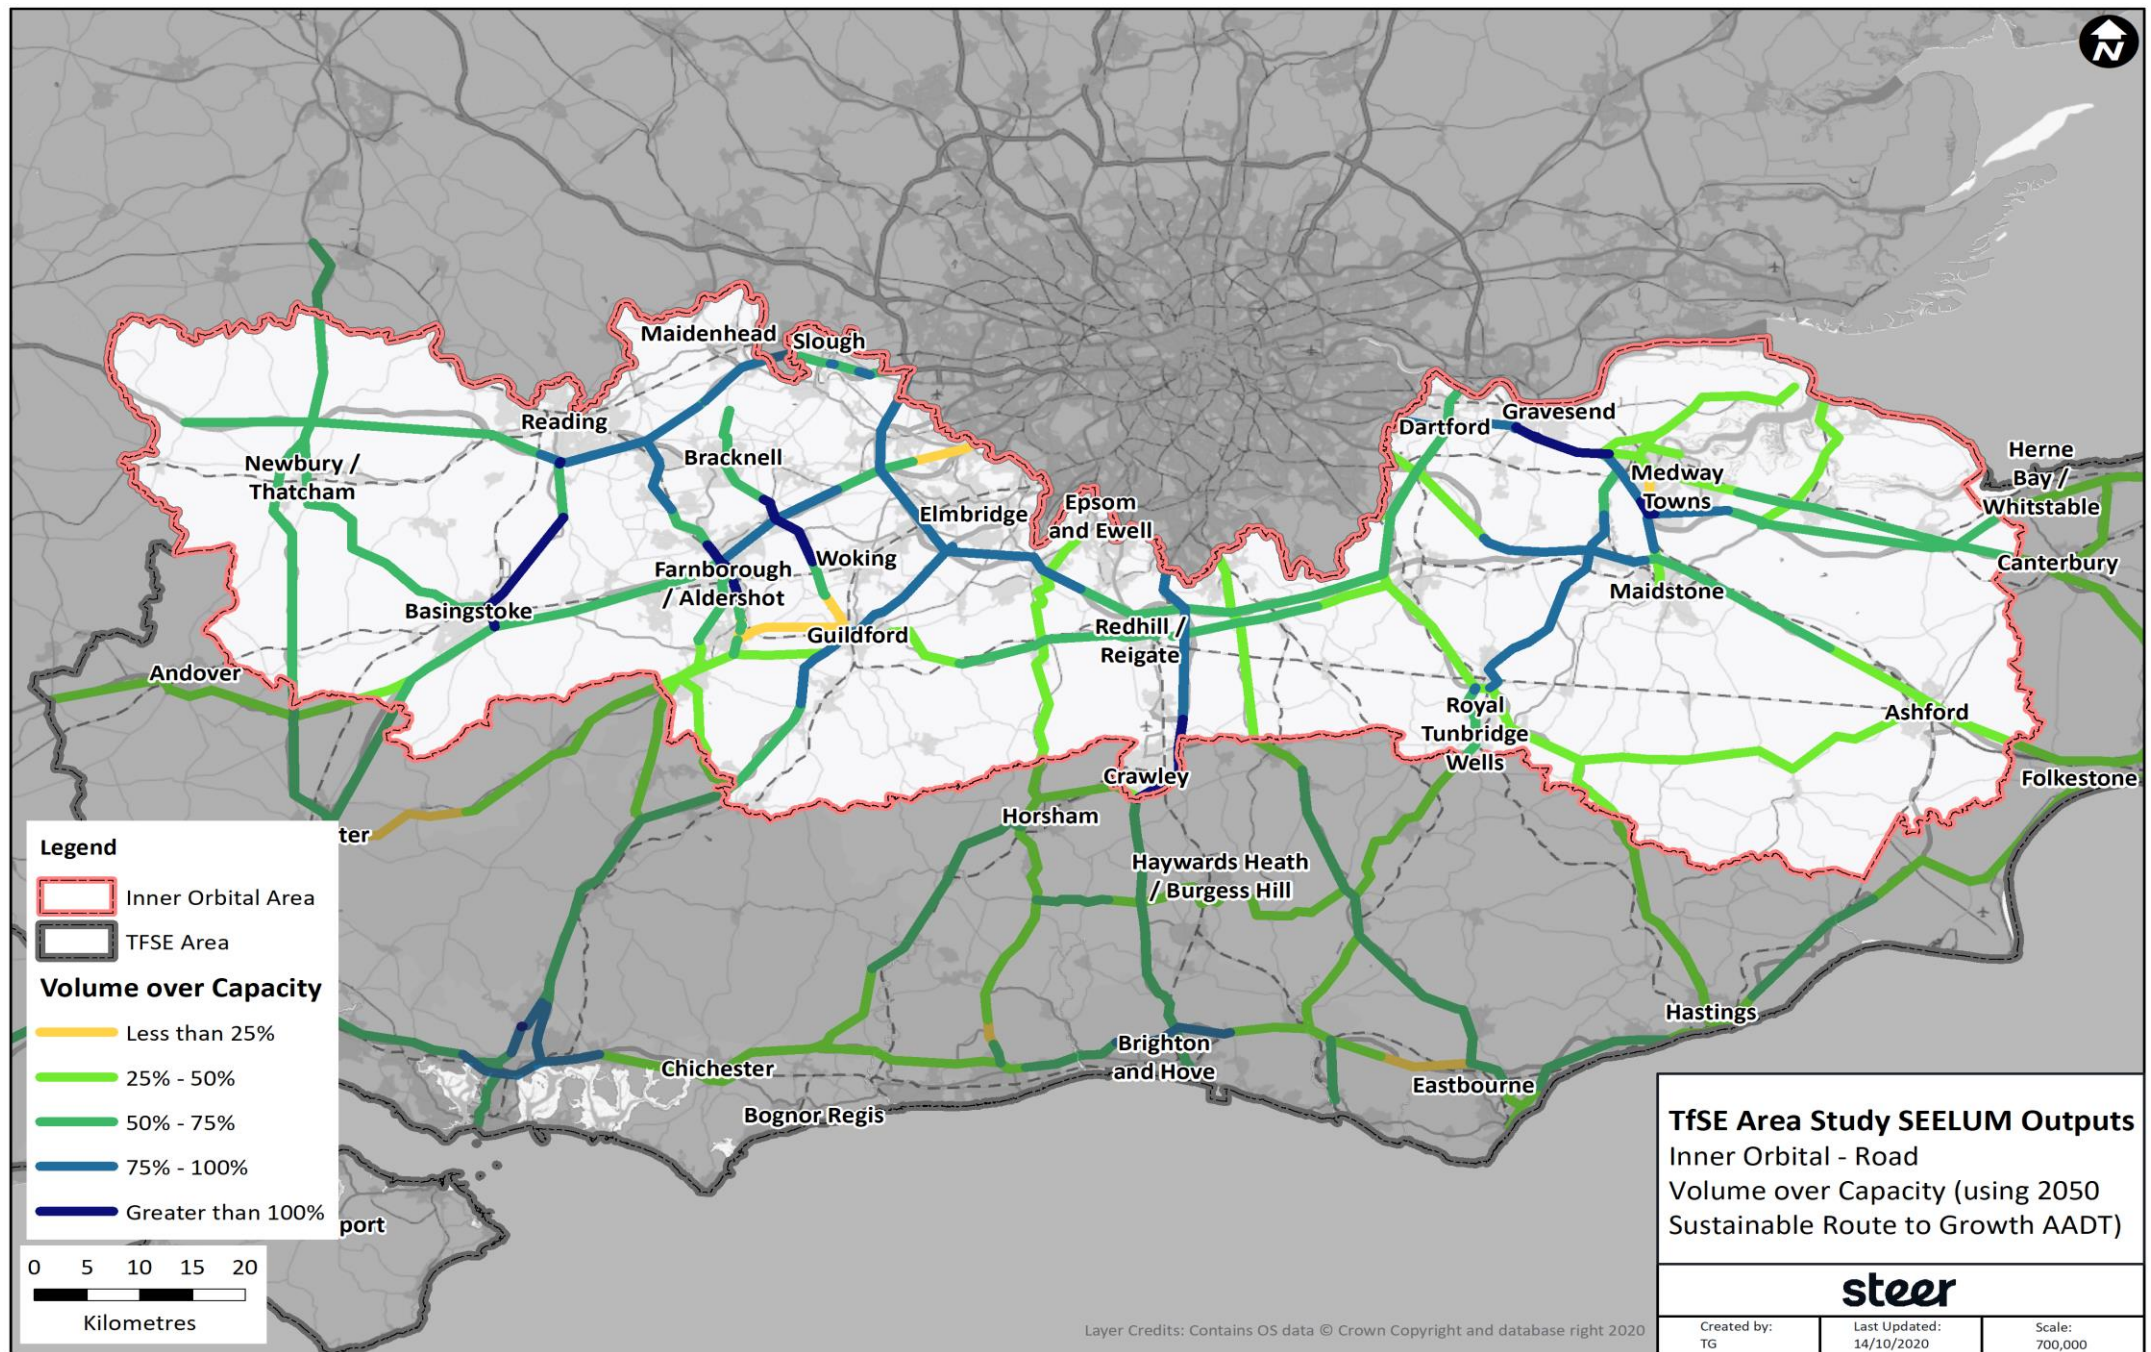 N
Maidenhead
Slough
Reading
Gravesend
Dartford
Newbury /
Thatcham
Bracknell
Herne
Bay /
Whitstable
Medway
Towns
Elmbridge
Epsom
and Ewell
Woking
Farnborough
/ Aldershot
Canterbury
Basingstoke
Maidstone
Guildford
Redhill /
Reigate
Andover
Royal
Tunbridge
Wells
Ashford
Crawley
Folkestone
Horsham
ter
Haywards Heath
/ Burgess Hill
Hastings
Brighton
and Hove
Chichester
Eastbourne
Bognor Regis
port
Legend
Inner Orbital Area
TFSE Area
Volume over Capacity
Less than 25%
25% - 50%
50% - 75%
75% - 100%
Greater than 100%
0 5 10 15 20
Kilometres
TfSE Area Study SEELUM Outputs
Inner Orbital - Road
Volume over Capacity (using 2050
Sustainable Route to Growth AADT)
steer
Created by:
TG
Last Updated:
14/10/2020
Scale:
700,000
Layer Credits: Contains OS data © Crown Copyright and database right 2020